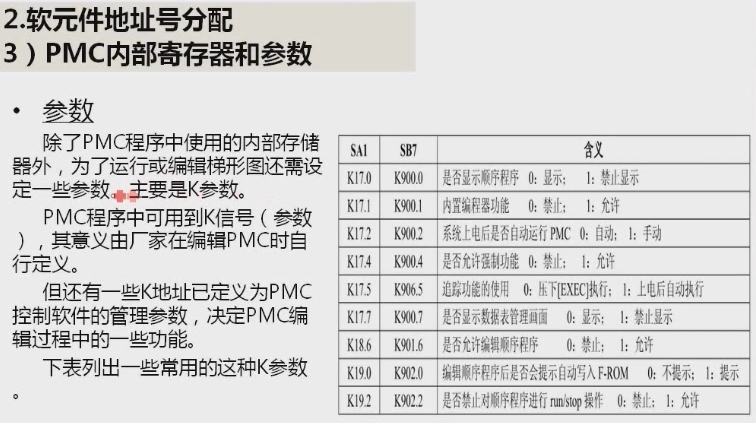 2.软元件地址号分配
3）PMC内部寄存器和参数
• 参数
除了PMC程序中使用的内部存储
器外，为了运行或编辑梯形图还需设
定一些参数。主要是K参数。
PMC程序中可用到K信号（参数
），其意义由厂家在编辑PMC时自
行定义。
但还有一些K地址已定义为PMC
控制软件的管理参数，决定PMC编
辑过程中的一些功能。
下表列出一些常用的这种K参数
。
SA1 SB7 含义
K17.0 K900.0 是否显示顺序程序 0：显示； 1：禁止显示
K17.1 K900.1 内置编程器功能 0：禁止； 1：允许
K17.2 K900.2 系统上电后是否自动运行PMC 0：自动； 1：手动
K17.4 K900.4 是否允许强制功能 0：禁止； 1：允许
K17.5 K906.5 追踪功能的使用 0：压下[EXEC]执行； 1：上电后自动执行
K17.7 K900.7 是否显示数据表管理画面 0：显示； 1：禁止显示
K18.6 K901.6 是否允许编辑顺序程序 0：禁止； 1：允许
K19.0 K902.0 编辑顺序程序后是否会提示自动写入F-ROM 0：不提示； 1：提示
K19.2 K902.2 是否禁止对顺序程序进行 run/stop 操作 0：禁止； 1：允许